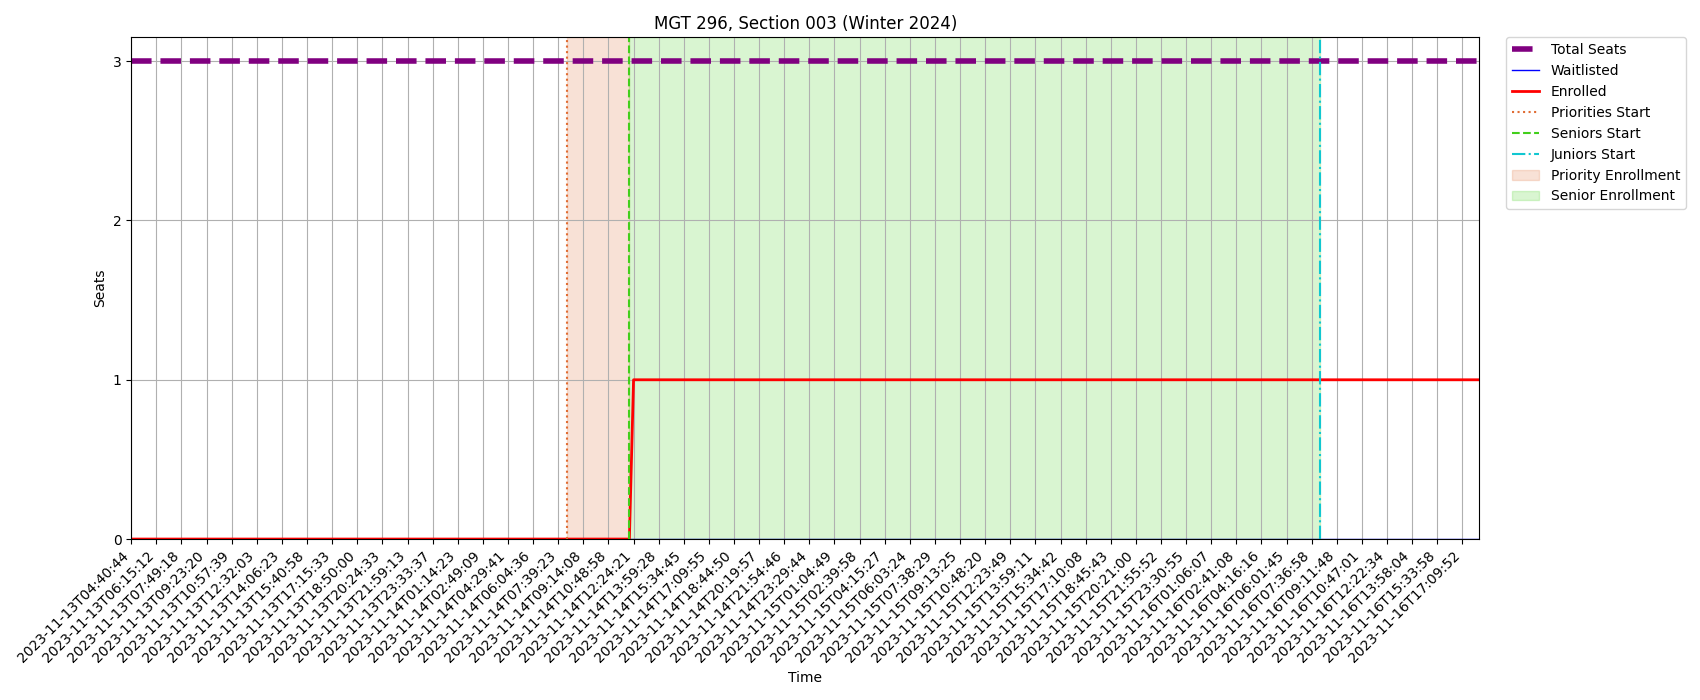 MGT 296, Section 003 (Winter 2024)
Total Seats
Waitlisted
Enrolled
Priorities Start
Seniors Start
Juniors Start
Priority Enrollment
Senior Enrollment
Seats
3
2
1
0
2023-11-13T04:40:44
2023-11-13T06:15:12
2023-11-13T07:49:18
2023-11-13T09:23:20
2023-11-13T10:57:39
2023-11-13T12:32:03
2023-11-13T14:06:23
2023-11-13T15:40:58
2023-11-13T17:15:33
2023-11-13T18:50:00
2023-11-13T20:24:33
2023-11-13T21:59:13
2023-11-13T23:33:37
2023-11-14T01:14:23
2023-11-14T02:49:09
2023-11-14T04:29:41
2023-11-14T06:04:36
2023-11-14T07:39:23
2023-11-14T09:14:08
2023-11-14T10:48:58
2023-11-14T12:24:21
2023-11-14T13:59:28
2023-11-14T15:34:45
2023-11-14T17:09:55
2023-11-14T18:44:50
2023-11-14T20:19:57
2023-11-14T21:54:46
2023-11-14T23:29:44
2023-11-15T01:04:49
2023-11-15T02:39:58
2023-11-15T04:15:27
2023-11-15T06:03:24
2023-11-15T07:38:29
2023-11-15T09:13:25
2023-11-15T10:48:20
2023-11-15T12:23:49
2023-11-15T13:59:11
2023-11-15T15:34:42
2023-11-15T17:10:08
2023-11-15T18:45:43
2023-11-15T20:21:00
2023-11-15T21:55:52
2023-11-15T23:30:55
2023-11-16T01:06:07
2023-11-16T02:41:08
2023-11-16T04:16:16
2023-11-16T06:01:45
2023-11-16T07:36:58
2023-11-16T09:11:48
2023-11-16T10:47:01
2023-11-16T12:22:34
2023-11-16T13:58:04
2023-11-16T15:33:58
2023-11-16T17:09:52
Time